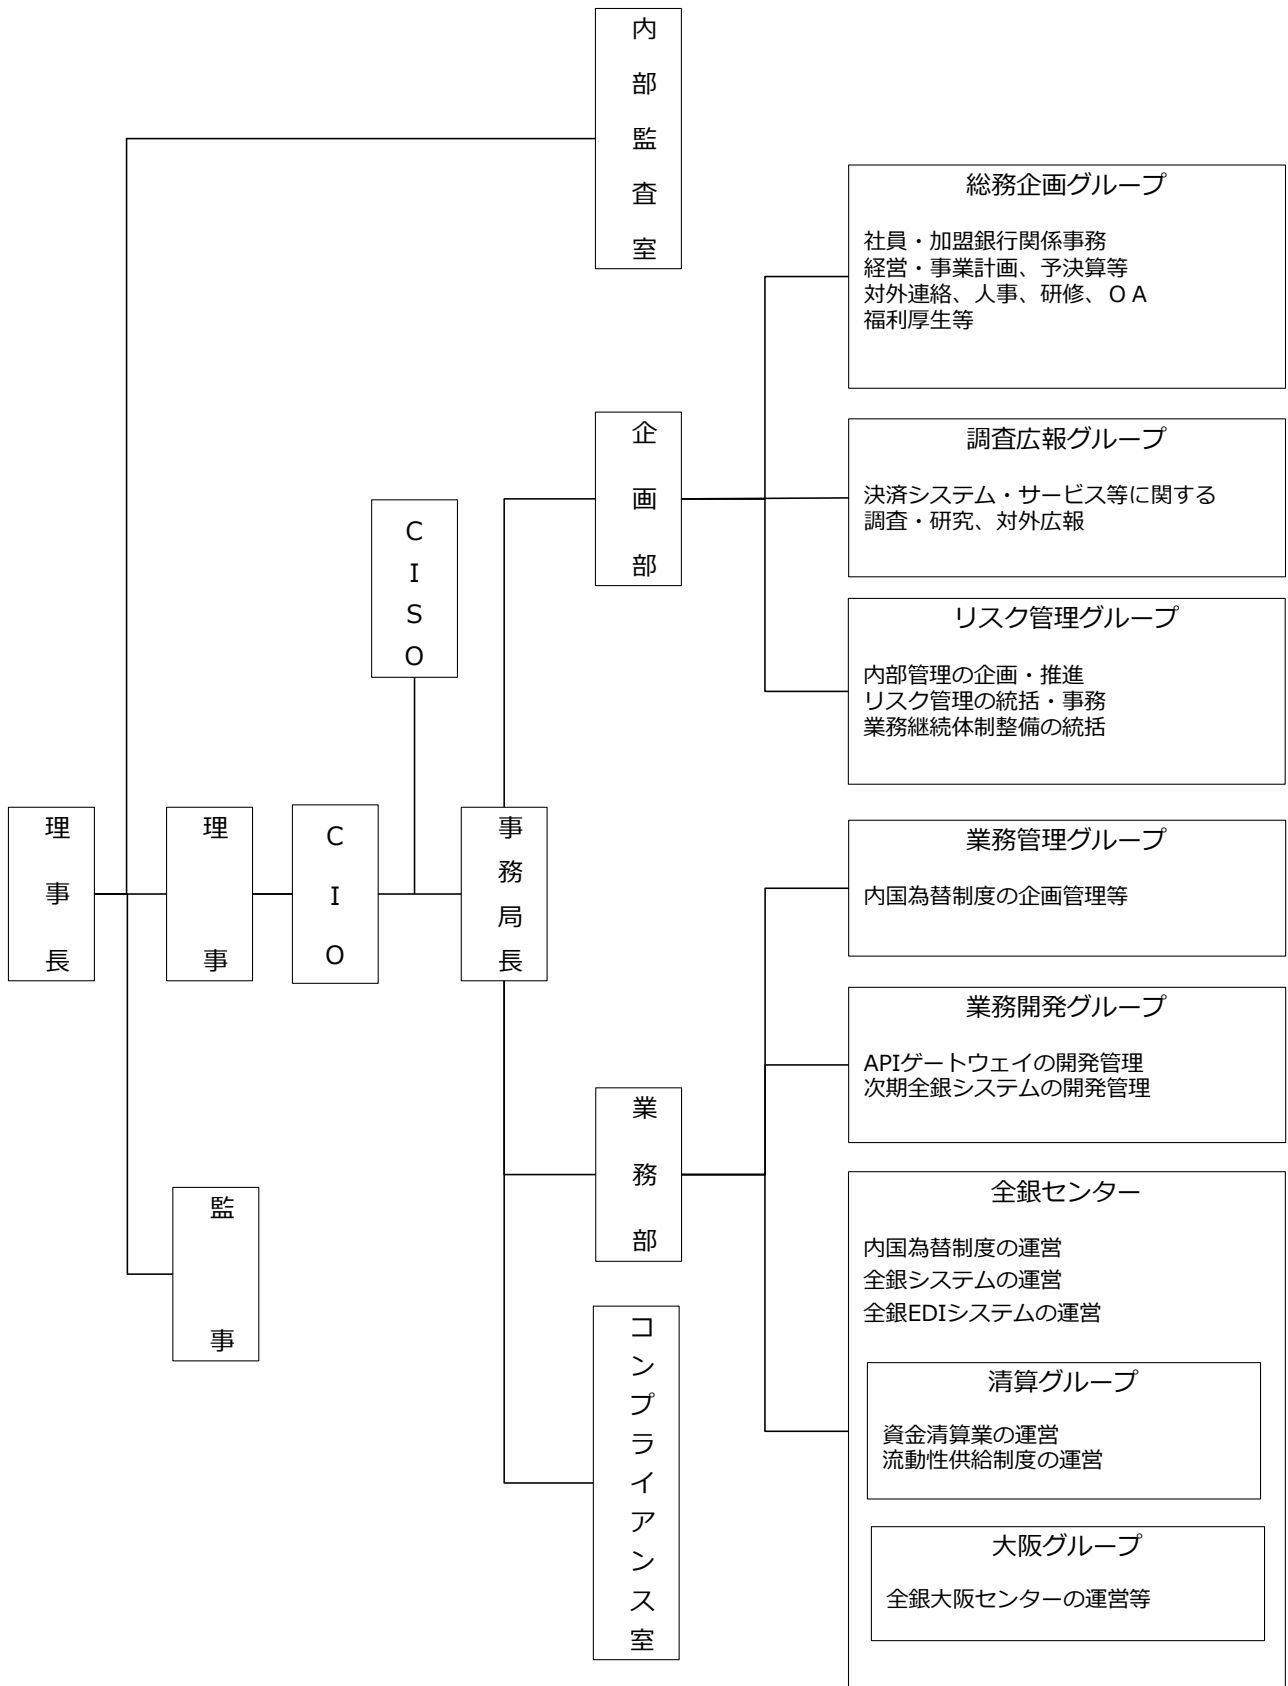 内部監査室
総務企画グループ
社員・加盟銀行関係事務
経営・事業計画、予決算等
対外連絡、人事、研修、ＯＡ
福利厚生等
企画部
調査広報グループ
決済システム・サービス等に関する
調査・研究、対外広報
CISO
リスク管理グループ
内部管理の企画・推進
リスク管理の統括・事務
業務継続体制整備の統括
理事長
理事
CIO
事務局長
業務管理グループ
内国為替制度の企画管理等
業務開発グループ
APIゲートウェイの開発管理
次期全銀システムの開発管理
業務部
監事
全銀センター
内国為替制度の運営
全銀システムの運営
全銀EDIシステムの運営
コンプライアンス室
清算グループ
資金清算業の運営
流動性供給制度の運営
大阪グループ
全銀大阪センターの運営等